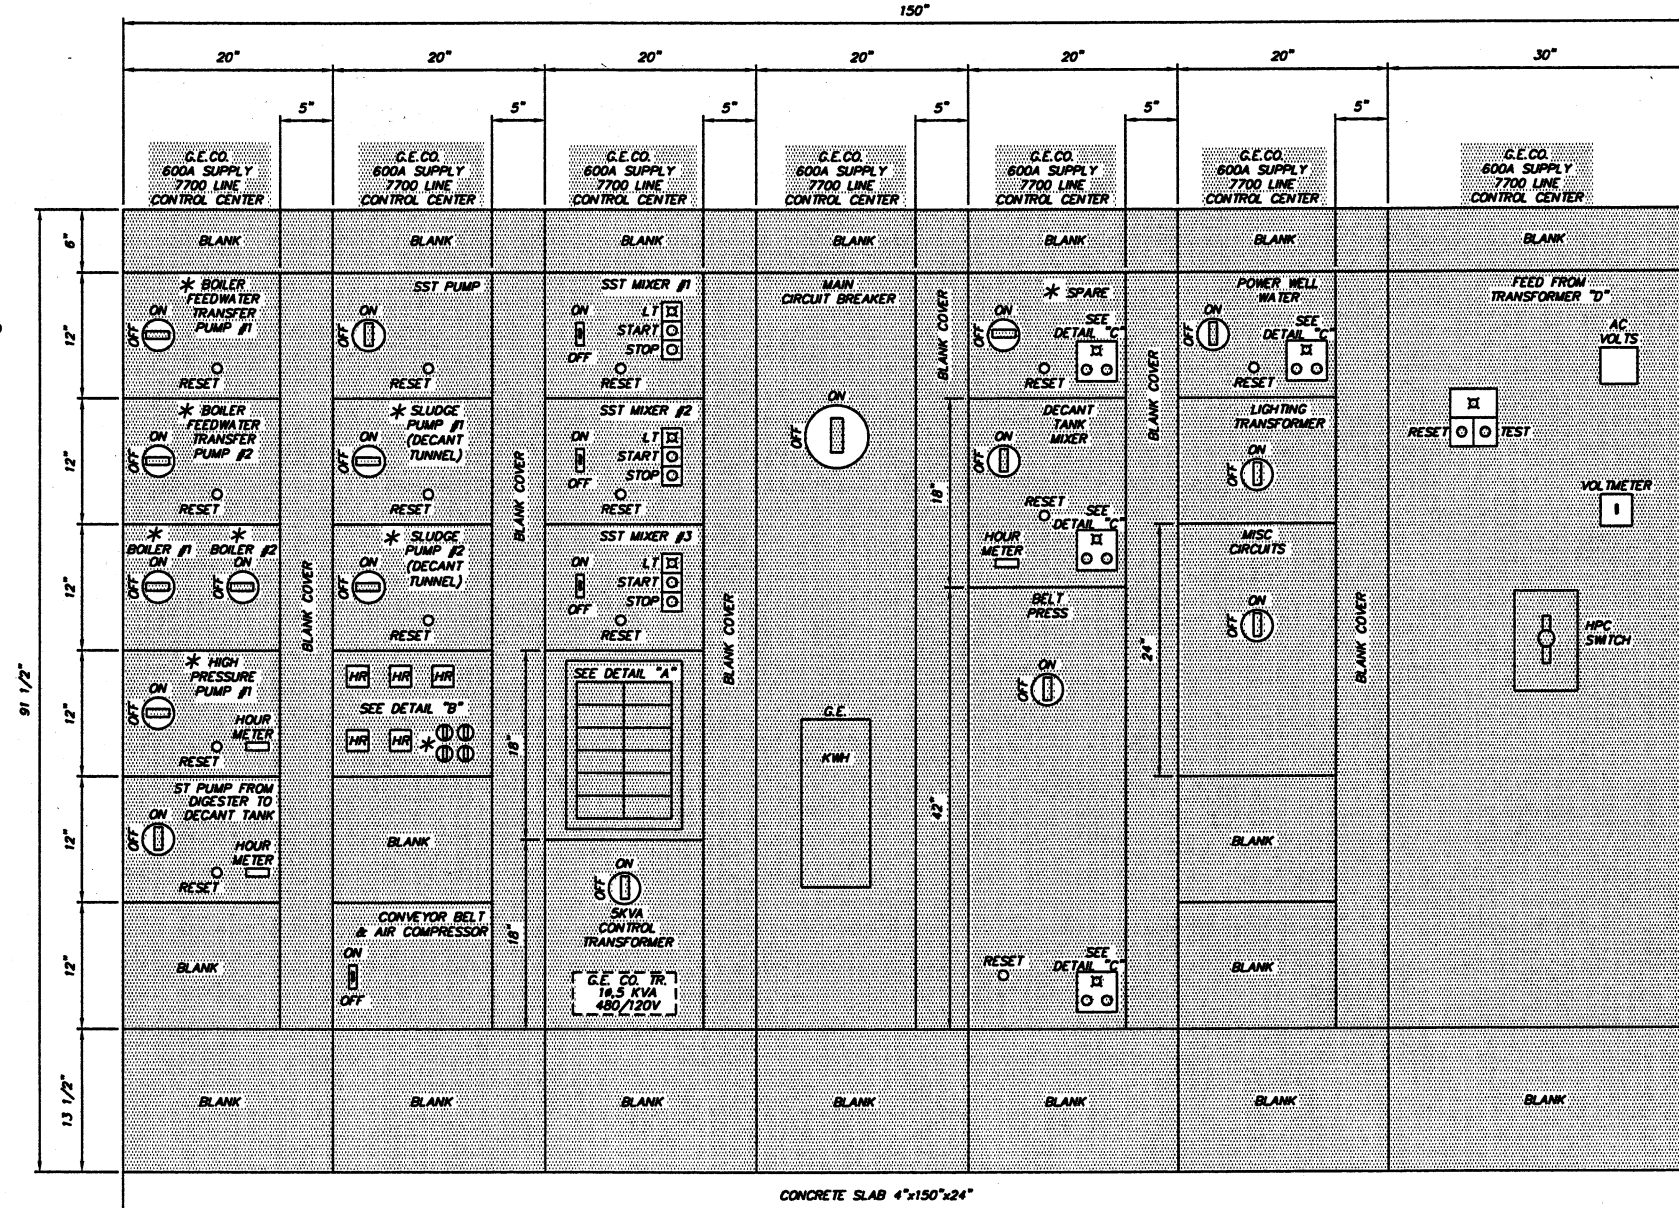 150"
20"
20"
20"
20"
20"
20"
30"
5"
5"
5"
5"
5"
5"
G.E.CO.
600A SUPPLY
7700 LINE
CONTROL CENTER
G.E.CO.
600A SUPPLY
7700 LINE
CONTROL CENTER
G.E.CO.
600A SUPPLY
7700 LINE
CONTROL CENTER
G.E.CO.
600A SUPPLY
7700 LINE
CONTROL CENTER
G.E.CO.
600A SUPPLY
7700 LINE
CONTROL CENTER
G.E.CO.
600A SUPPLY
7700 LINE
CONTROL CENTER
G.E.CO.
600A SUPPLY
7700 LINE
CONTROL CENTER
91 1/2"
6"
12"
12"
12"
12"
12"
12"
13 1/2"
BLANK
* BOILER
FEEDWATER
TRANSFER
PUMP #1
ON
OFF
RESET
* BOILER
FEEDWATER
TRANSFER
PUMP #2
ON
OFF
RESET
* *
BOILER #1 BOILER #2
ON ON
OFF OFF
* HIGH
PRESSURE
PUMP #1
ON
OFF
HOUR
METER
RESET
ST PUMP FROM
DIGESTER TO
DECANT TANK
ON
OFF
HOUR
METER
RESET
BLANK
BLANK
BLANK COVER
BLANK
SST PUMP
ON
OFF
RESET
* SLUDGE
PUMP #1
(DECANT
TUNNEL)
ON
OFF
RESET
* SLUDGE
PUMP #2
(DECANT
TUNNEL)
ON
OFF
RESET
HR HR HR
SEE DETAIL "B"
HR HR *
BLANK
CONVEYOR BELT
& AIR COMPRESSOR
ON
OFF
BLANK
BLANK COVER
18"
18"
BLANK
SST MIXER #1
ON
OFF
LT
START
STOP
RESET
SST MIXER #2
ON
OFF
LT
START
STOP
RESET
SST MIXER #3
ON
OFF
LT
START
STOP
RESET
SEE DETAIL "A"
ON
OFF
5KVA
CONTROL
TRANSFORMER
G.E. CO. TR.
1ø,5 KVA
480/120V
BLANK
BLANK COVER
BLANK
MAIN
CIRCUIT BREAKER
ON
OFF
G.E.
KWH
BLANK
BLANK COVER
18"
42"
BLANK
* SPARE
ON
OFF
SEE
DETAIL "C"
RESET
DECANT
TANK
MIXER
ON
OFF
RESET
SEE
DETAIL "C"
HOUR
METER
BELT
PRESS
ON
OFF
RESET
SEE
DETAIL "C"
BLANK
BLANK COVER
24"
BLANK
POWER WELL
WATER
ON
OFF
SEE
DETAIL "C"
RESET
LIGHTING
TRANSFORMER
ON
OFF
MISC
CIRCUITS
ON
OFF
BLANK
BLANK
BLANK
BLANK COVER
BLANK
FEED FROM
TRANSFORMER "D"
AC
VOLTS
RESET TEST
VOLTMETER
HPC
SWITCH
BLANK
CONCRETE SLAB 4"x150"x24"